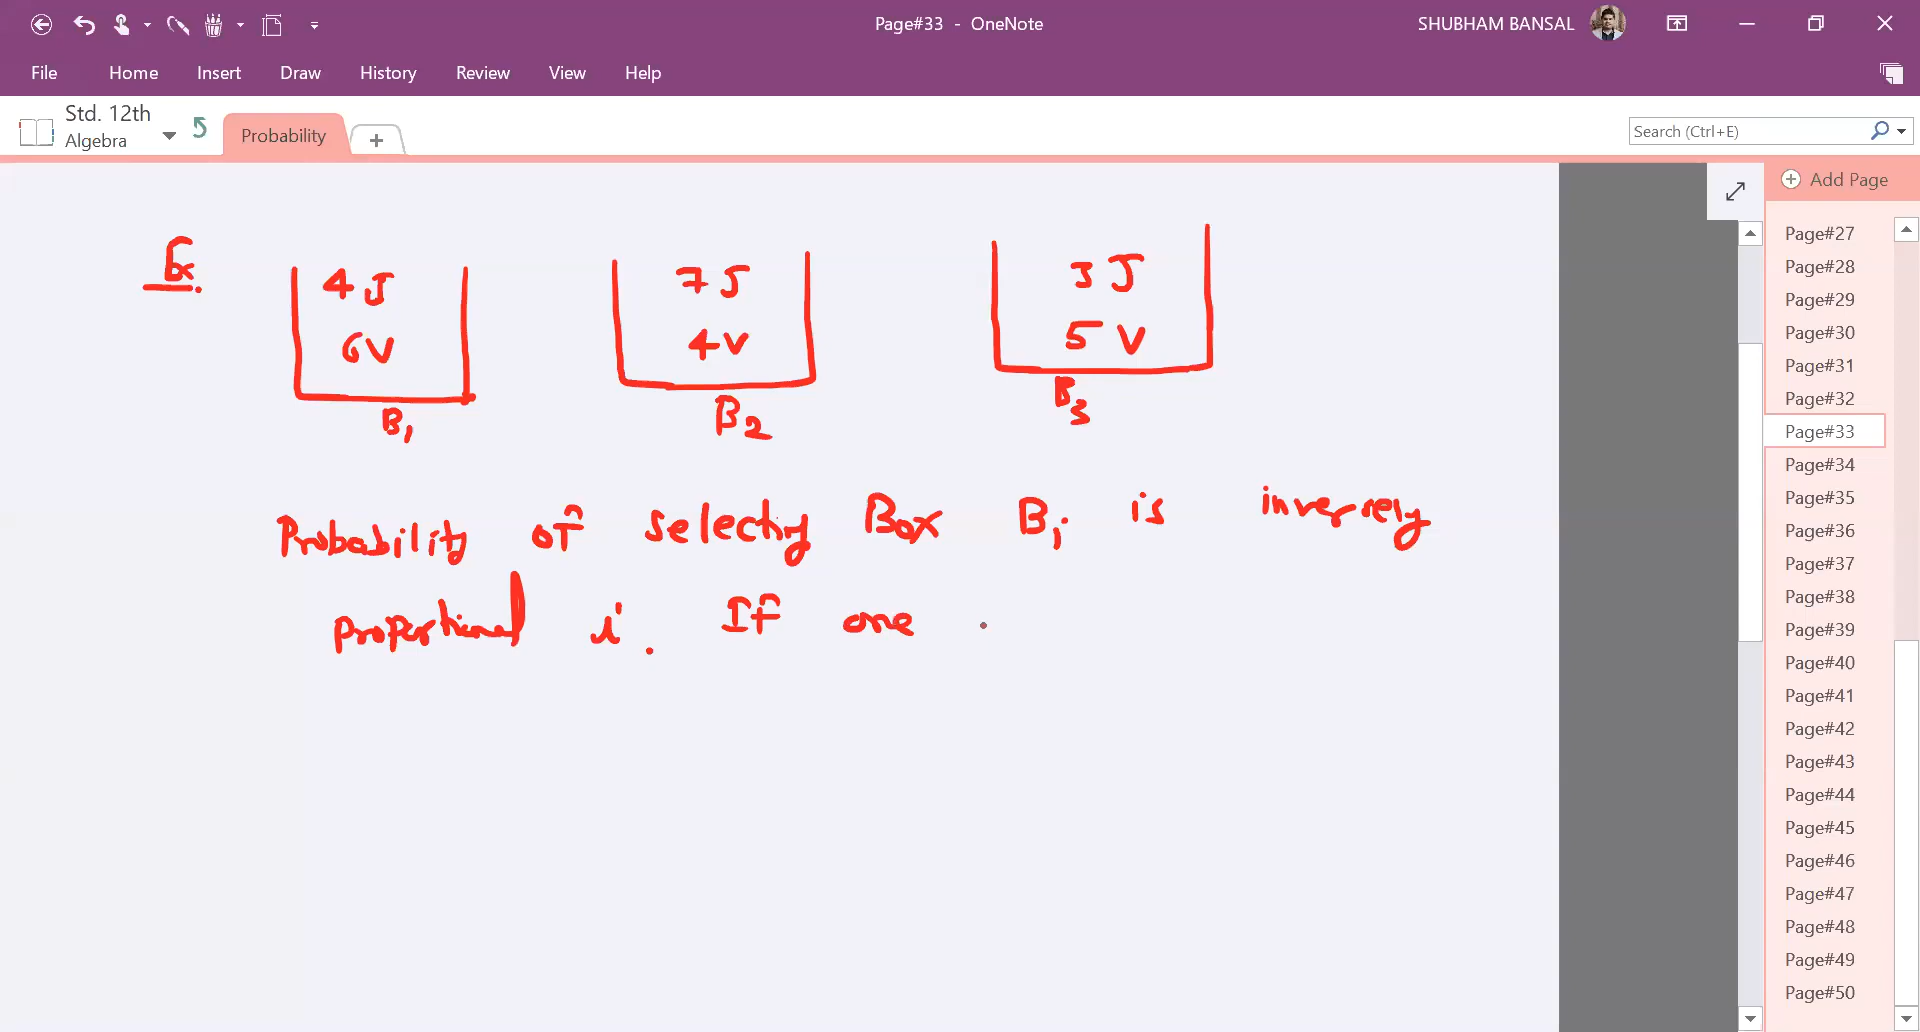 Page#33 - OneNote
SHUBHAM BANSAL
File Home Insert Draw History Review View Help
Std. 12th
Algebra
Probability
+
Search (Ctrl+E)
Add Page
Ex.
4 J
6V
B1
7 J
4V
B2
3 J
5 V
B3
Probability of selecting Box Bi is inversely
proportional i. If one
Page#27
Page#28
Page#29
Page#30
Page#31
Page#32
Page#33
Page#34
Page#35
Page#36
Page#37
Page#38
Page#39
Page#40
Page#41
Page#42
Page#43
Page#44
Page#45
Page#46
Page#47
Page#48
Page#49
Page#50